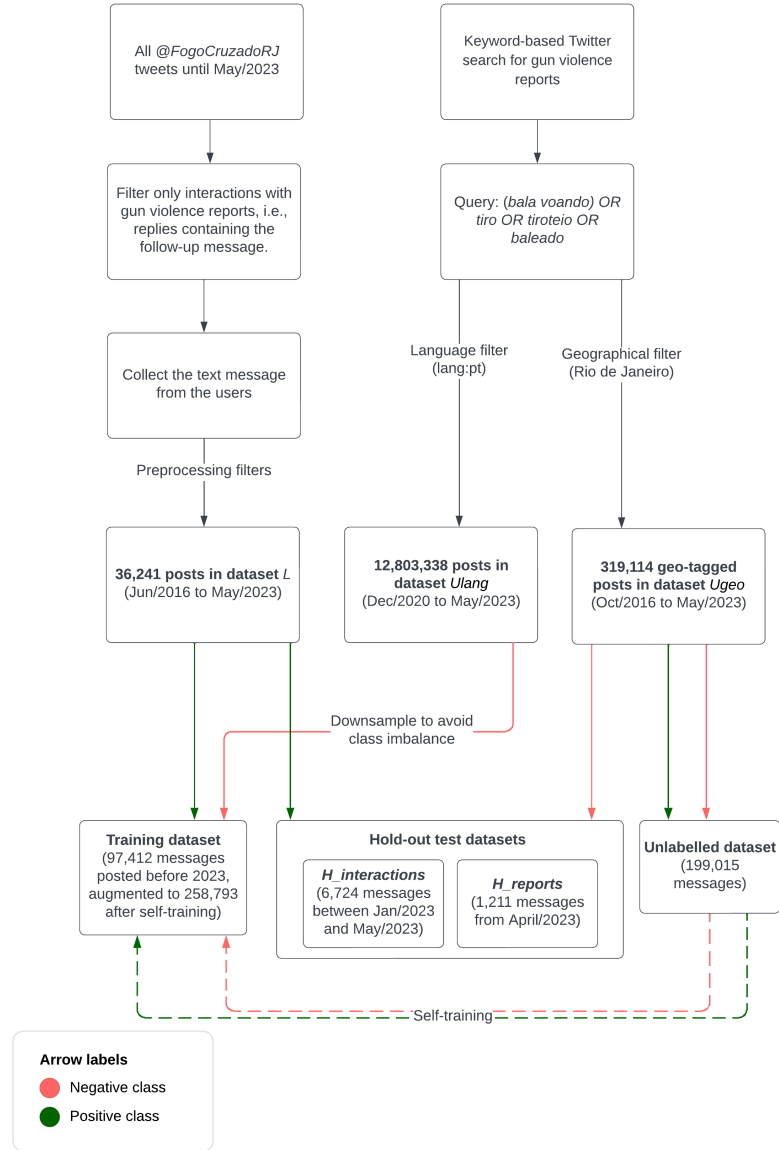 All @FogoCruzadoRJ
tweets until May/2023
Keyword-based Twitter
search for gun violence
reports
Filter only interactions with
gun violence reports, i.e.,
replies containing the
follow-up message.
Query: (bala voando) OR
tiro OR tiroteio OR
baleado
Collect the text message
from the users
Language filter
(lang:pt)
Geographical filter
(Rio de Janeiro)
Preprocessing filters
36,241 posts in dataset L
(Jun/2016 to May/2023)
12,803,338 posts in
dataset Ulang
(Dec/2020 to May/2023)
319,114 geo-tagged
posts in dataset Ugeo
(Oct/2016 to May/2023)
Downsample to avoid
class imbalance
Training dataset
(97,412 messages
posted before 2023,
augmented to 258,793
after self-training)
Hold-out test datasets
H_interactions
(6,724 messages
between Jan/2023
and May/2023)
H_reports
(1,211 messages
from April/2023)
Unlabelled dataset
(199,015
messages)
Self-training
Arrow labels
Negative class
Positive class